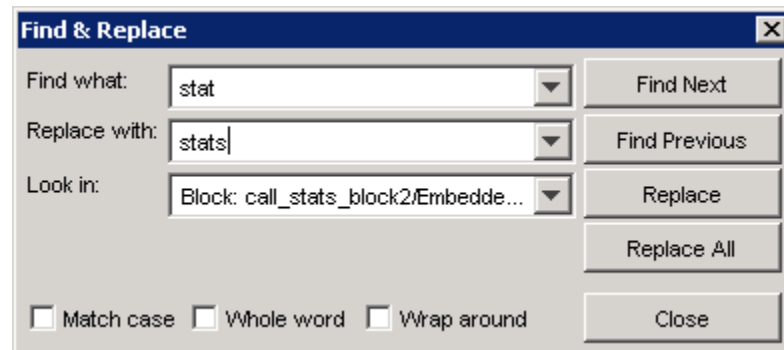 Find & Replace
Find what: stat Find Next
Replace with: stats Find Previous
Look in: Block: call_stats_block2/Embedde... Replace
Replace All
Match case Whole word Wrap around Close